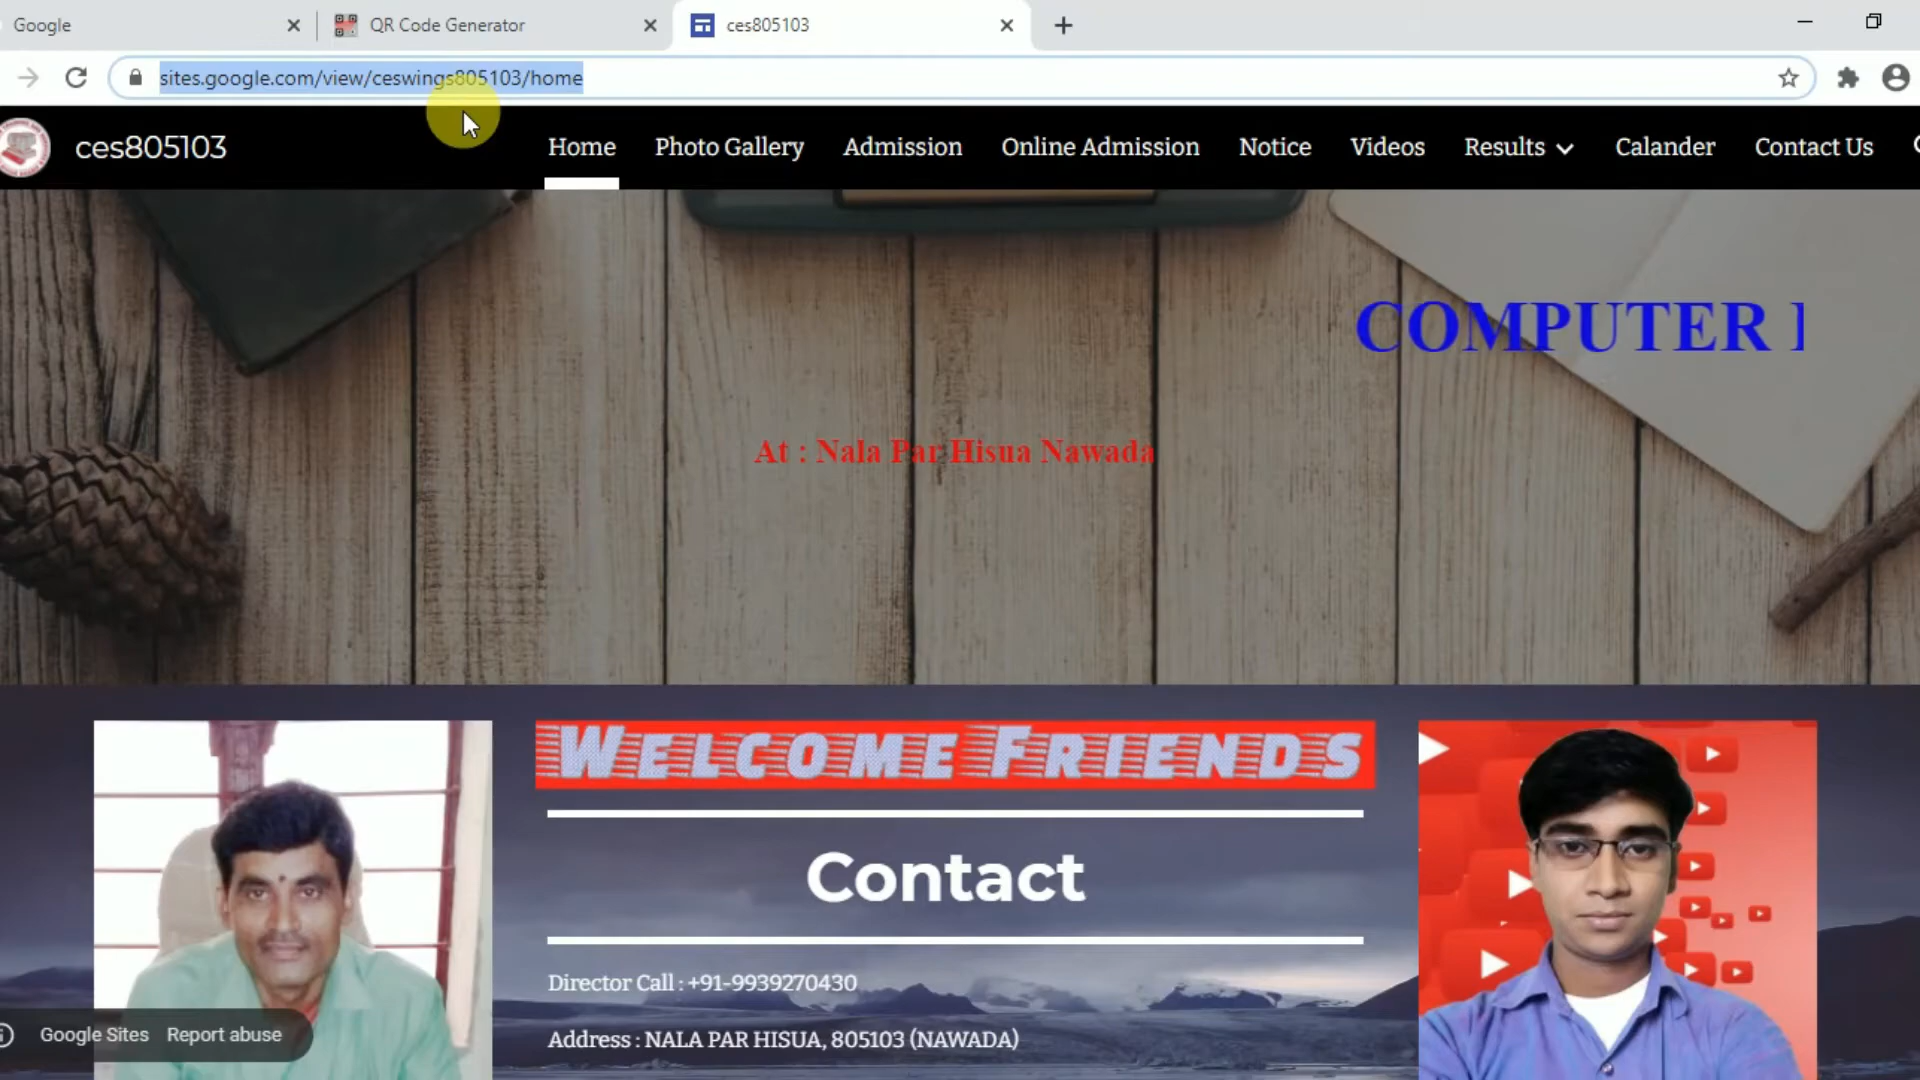 Google
QR Code Generator
ces805103
sites.google.com/view/ceswings805103/home
ces805103
Home
Photo Gallery
Admission
Online Admission
Notice
Videos
Results
Calander
Contact Us
COMPUTER
At : Nala Par Hisua Nawada
WELCOME FRIENDS
Contact
Director Call : +91-9939270430
Address : NALA PAR HISUA, 805103 (NAWADA)
Google Sites Report abuse